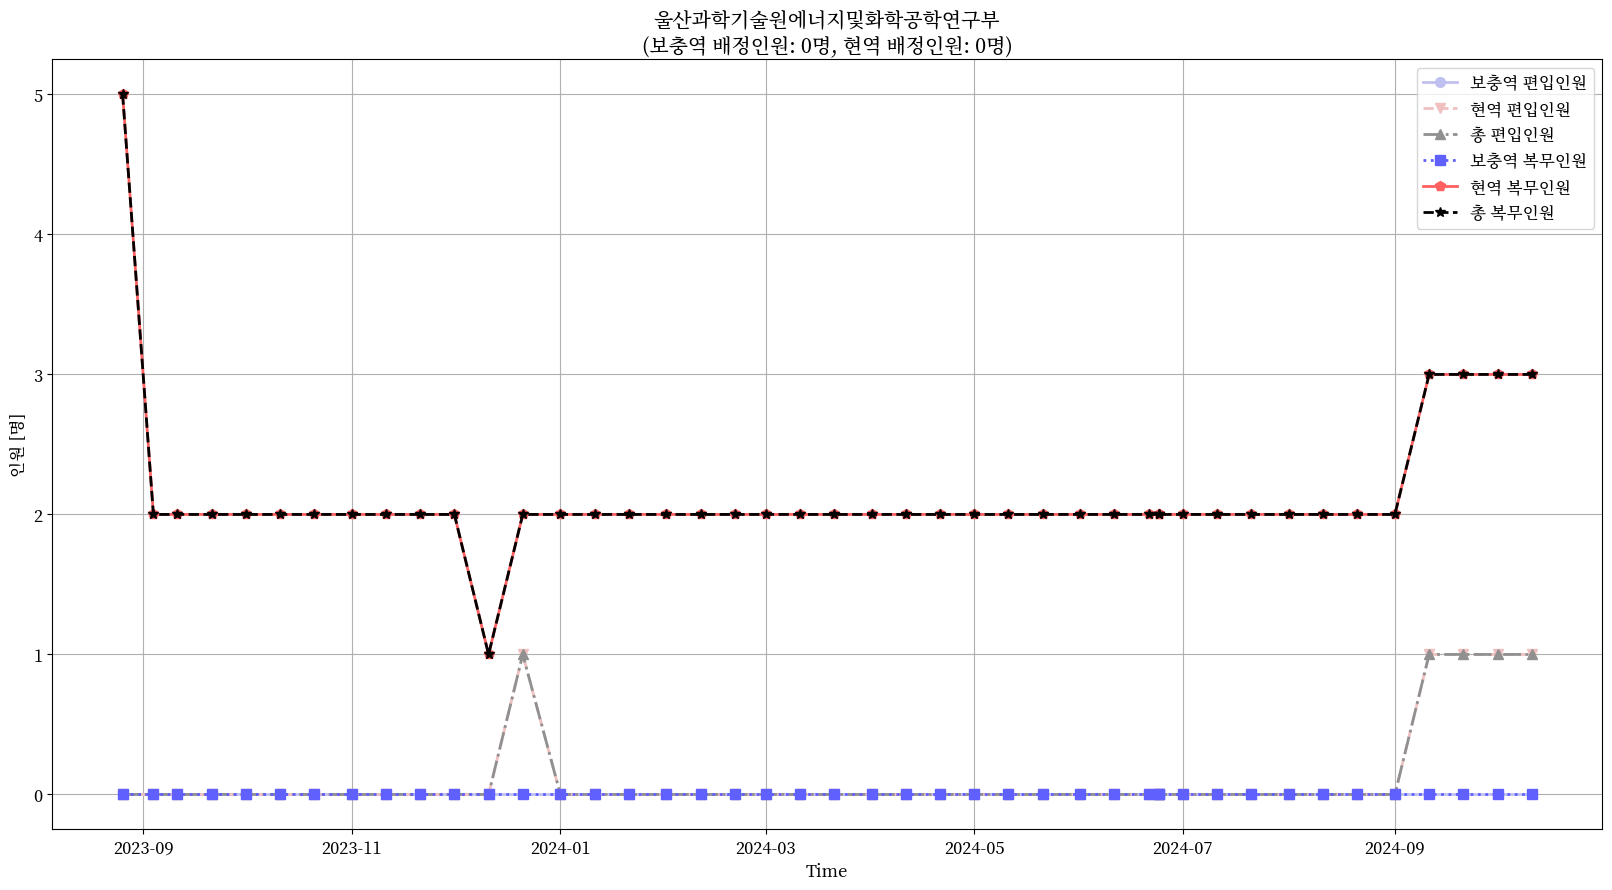 울산과학기술원에너지및화학공학연구부
(보충역 배정인원: 0명, 현역 배정인원: 0명)
보충역 편입인원
현역 편입인원
총 편입인원
보충역 복무인원
현역 복무인원
총 복무인원
인원 [명]
5
4
3
2
1
0
2023-09
2023-11
2024-01
2024-03
2024-05
2024-07
2024-09
Time